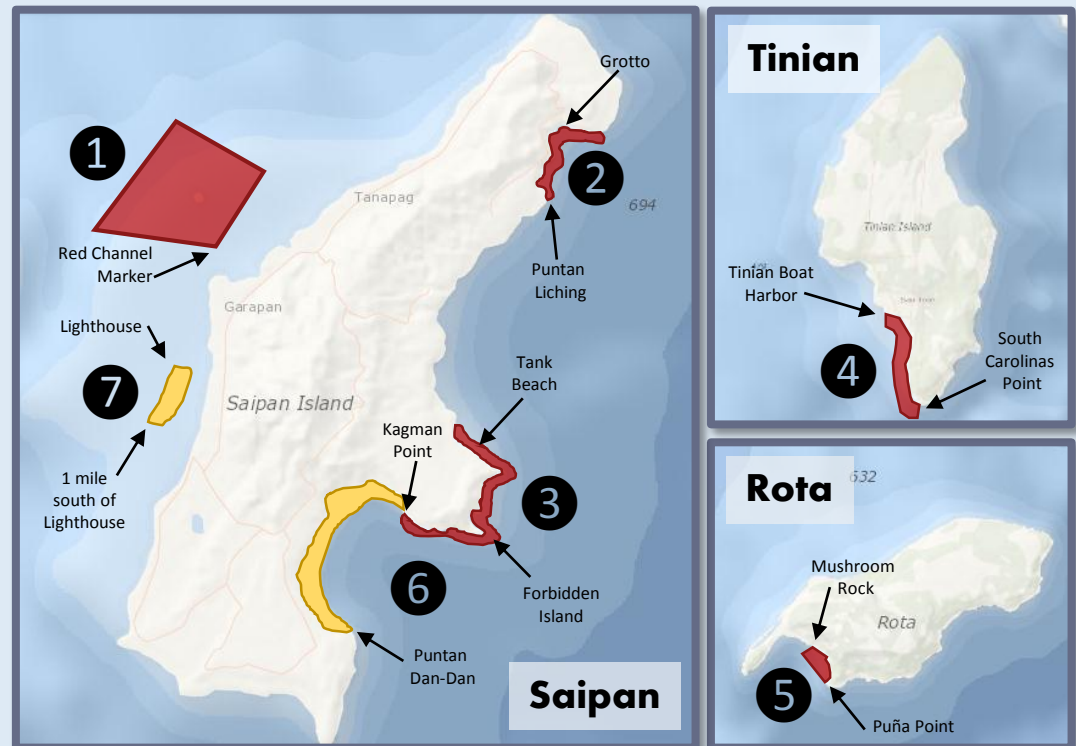 Grotto
1
2
Tanapag
694
Red Channel
Marker
Puntan
Liching
Garapan
Lighthouse
7
Tank
Beach
Saipan Island
Kagman
Point
1 mile
south of
Lighthouse
3
6
Forbidden
Island
Puntan
Dan-Dan
Saipan
Tinian
Tinian Island
Tinian Boat
Harbor
South
Carolinas
Point
4
Rota
632
Mushroom
Rock
Rota
5
Puña Point